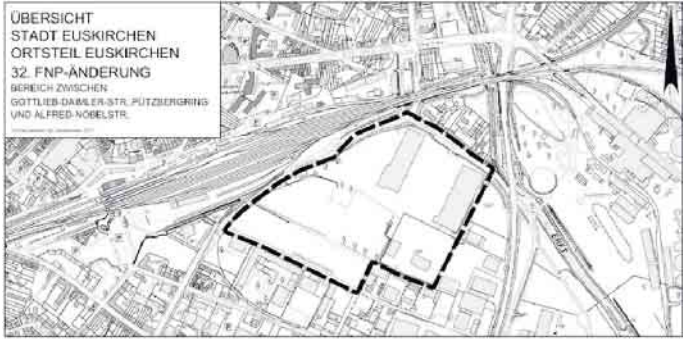 ÜBERSICHT
STADT EUSKIRCHEN
ORTSTEIL EUSKIRCHEN
32. FNP-ÄNDERUNG
BEREICH ZWISCHEN
GOTTLIEB-DAIMLER-STR., PÜTZBERGRING
UND ALFRED-NOBELSTR.